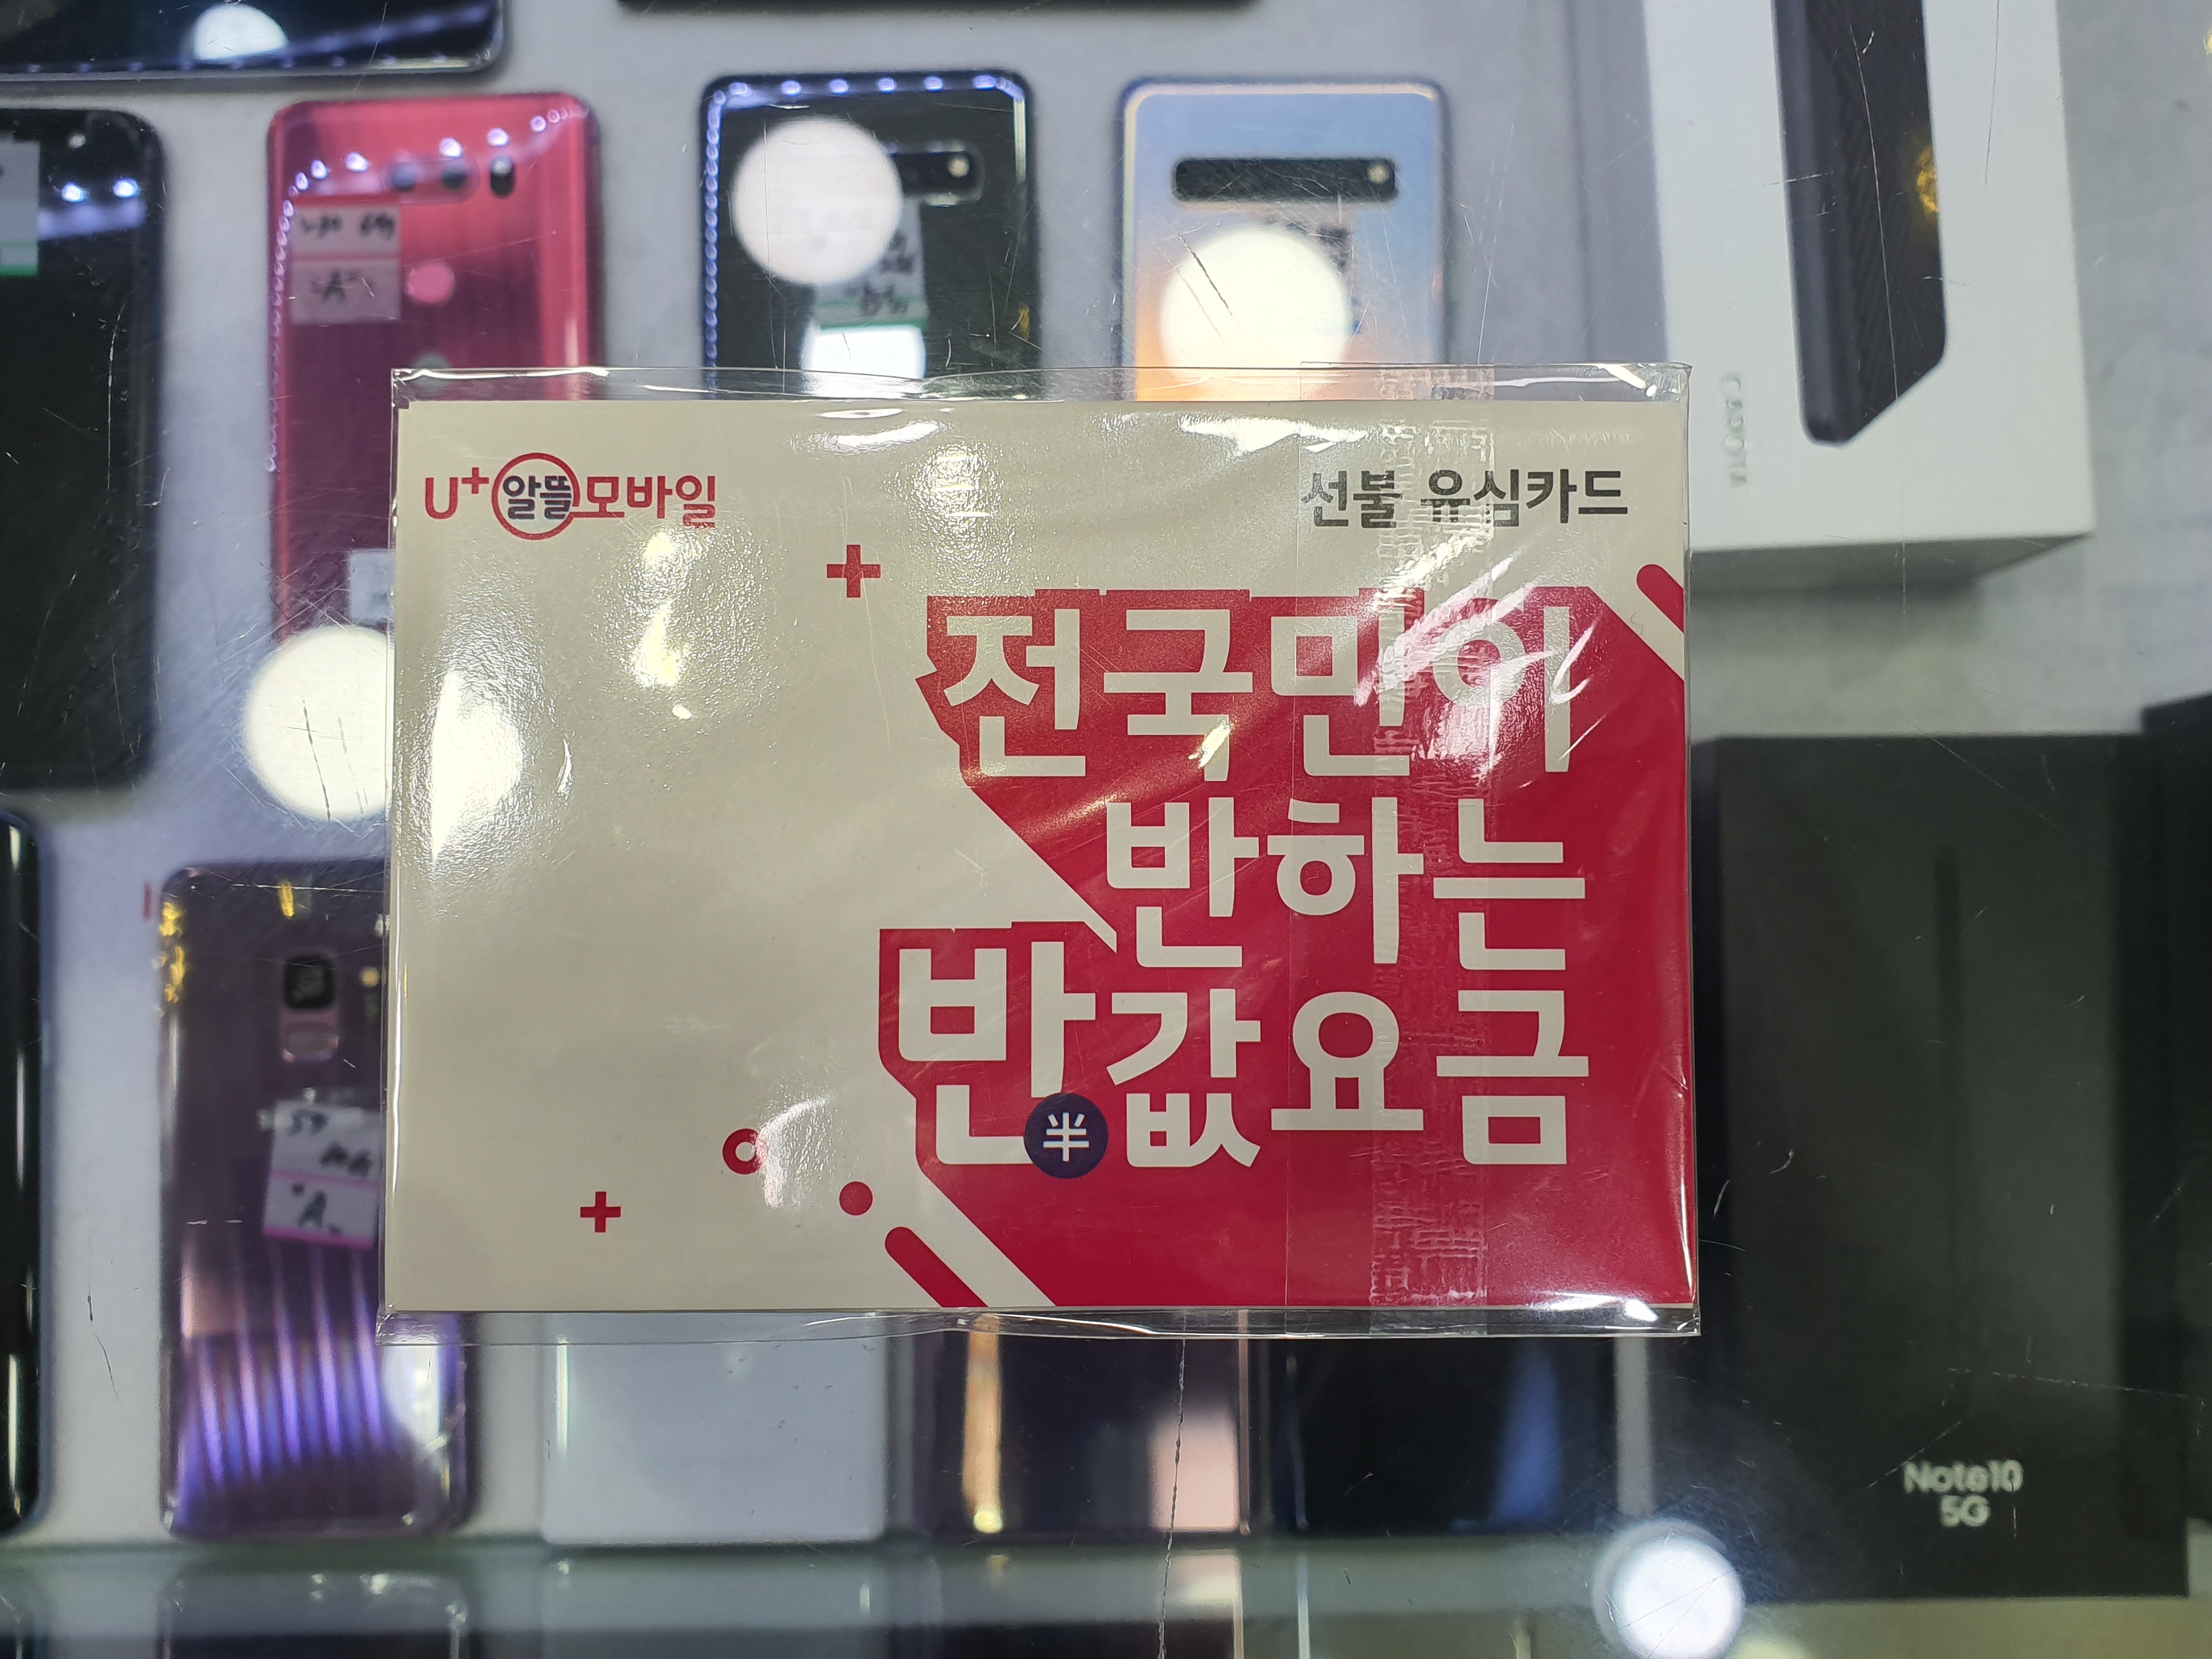 U+알뜰모바일
선불 유심카드
전국민이
반하는
반값요금
半
CAPDUTA
"A"
"A"
Note10
5G